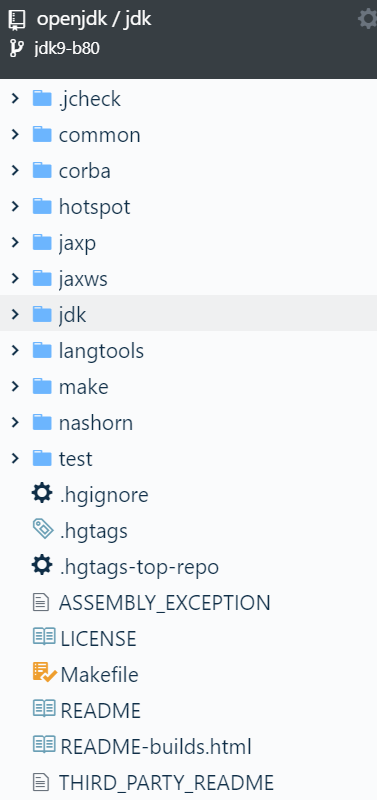 openjdk / jdk
jdk9-b80
.jcheck
common
corba
hotspot
jaxp
jaxws
jdk
langtools
make
nashorn
test
.hgignore
.hgtags
.hgtags-top-repo
ASSEMBLY_EXCEPTION
LICENSE
Makefile
README
README-builds.html
THIRD_PARTY_README